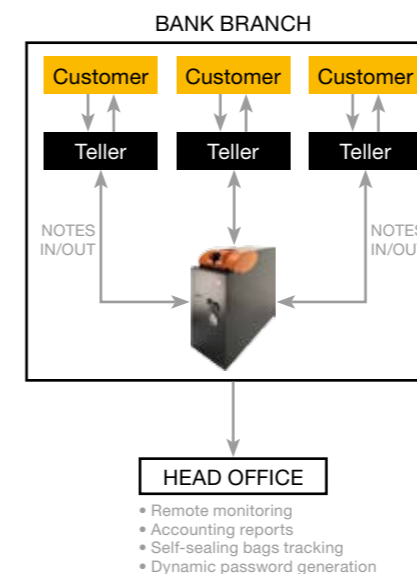 BANK BRANCH
Customer Customer Customer
Teller Teller Teller
NOTES
IN/OUT
NOTES
IN/OUT
HEAD OFFICE
• Remote monitoring
• Accounting reports
• Self-sealing bags tracking
• Dynamic password generation